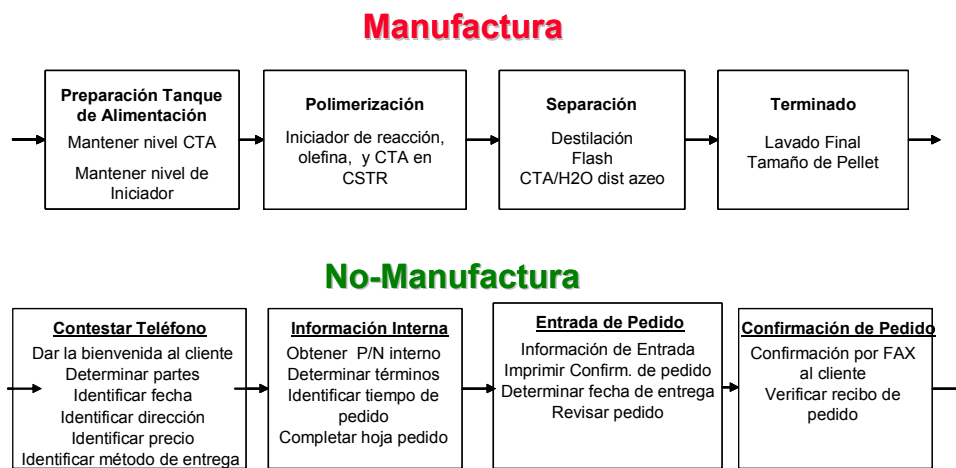 Manufactura
Preparación Tanque
de Alimentación
Mantener nivel CTA
Mantener nivel de
Iniciador
Polimerización
Iniciador de reacción,
olefina, y CTA en
CSTR
Separación
Destilación
Flash
CTA/H2O dist azeo
Terminado
Lavado Final
Tamaño de Pellet
No-Manufactura
Contestar Teléfono
Dar la bienvenida al cliente
Determinar partes
Identificar fecha
Identificar dirección
Identificar precio
Identificar método de entrega
Información Interna
Obtener P/N interno
Determinar términos
Identificar tiempo de
pedido
Completar hoja pedido
Entrada de Pedido
Información de Entrada
Imprimir Confirm. de pedido
Determinar fecha de entrega
Revisar pedido
Confirmación de Pedido
Confirmación por FAX
al cliente
Verificar recibo de
pedido